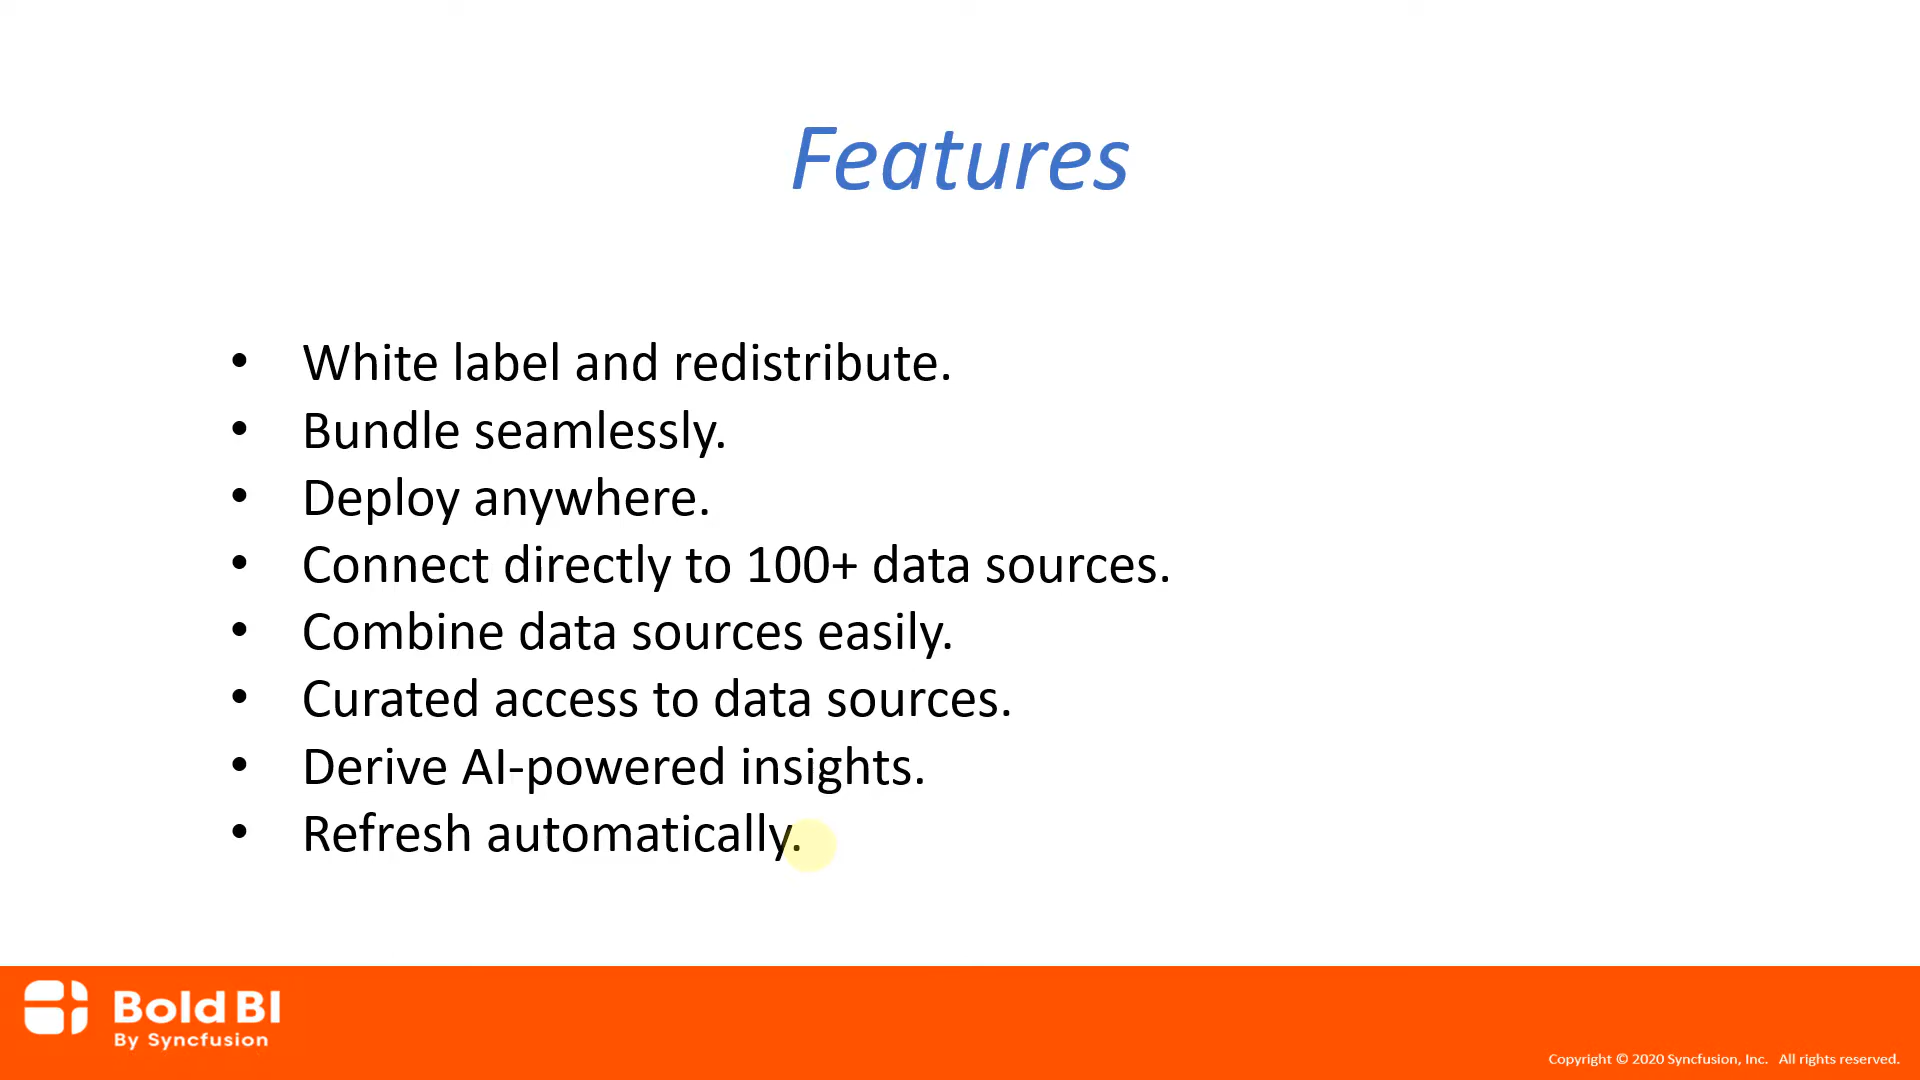 Features
• White label and redistribute.
• Bundle seamlessly.
• Deploy anywhere.
• Connect directly to 100+ data sources.
• Combine data sources easily.
• Curated access to data sources.
• Derive AI-powered insights.
• Refresh automatically.
Bold BI
By Syncfusion
Copyright © 2020 Syncfusion, Inc. All rights reserved.